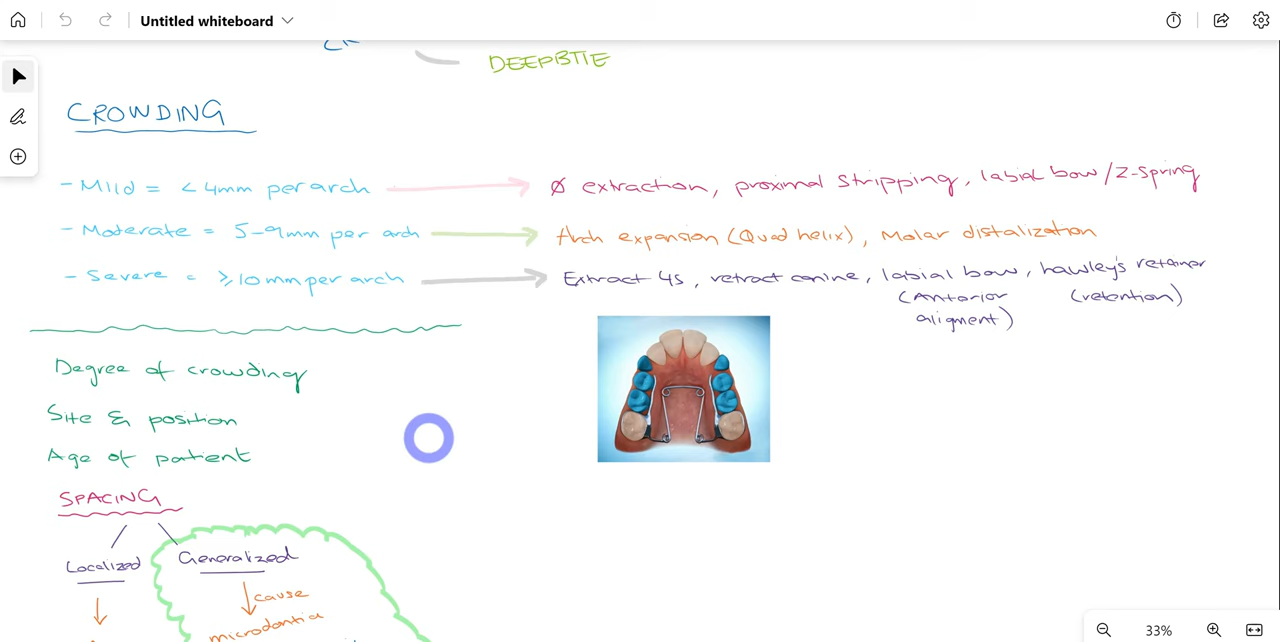 Untitled whiteboard
DEEPBTIE
CROWDING
- Mild = < 4mm per arch → Ø extraction, proximal stripping, labial bow / Z-spring
- Moderate = 5-9mm per arch → Arch expansion (Quad helix), Molar distalization
- Severe = ≥10mm per arch → Extract 4s, retract canine, labial bow, hawley's retainer
(Anterior aligment) (retention)
Degree of crowding
Site & position
Age of patient
SPACING
Localized Generalized
cause
microdontia
33%